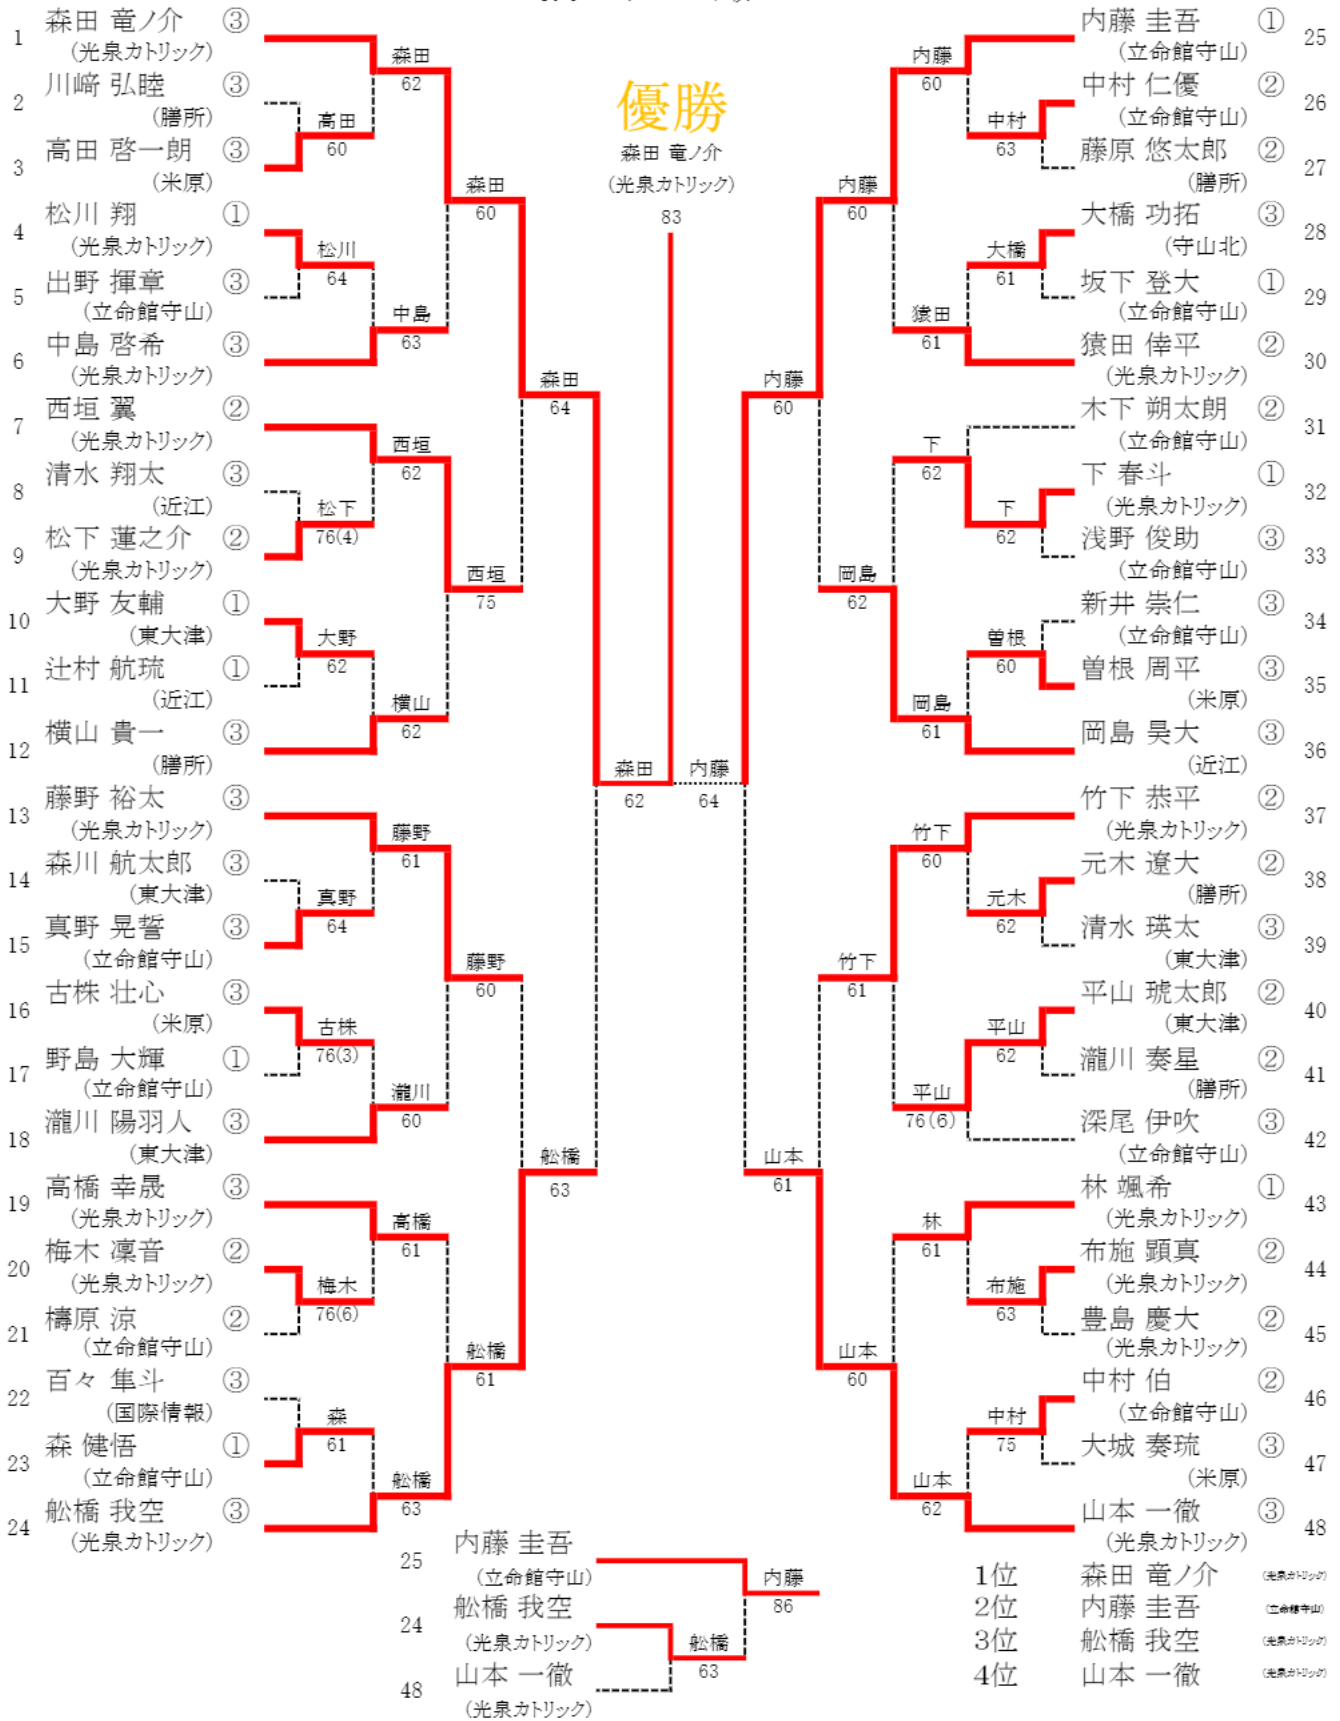 優勝
森田 竜ノ介
(光泉カトリック)
83
1 森田 竜ノ介 ③
(光泉カトリック)
2 川﨑 弘睦 ③
(膳所)
3 高田 啓一朗 ③
(米原)
4 松川 翔 ①
(光泉カトリック)
5 出野 揮章 ③
(立命館守山)
6 中島 啓希 ③
(光泉カトリック)
7 西垣 翼 ②
(光泉カトリック)
8 清水 翔太 ③
(近江)
9 松下 蓮之介 ②
(光泉カトリック)
10 大野 友輔 ①
(東大津)
11 辻村 航琉 ①
(近江)
12 横山 貴一 ③
(膳所)
13 藤野 裕太 ③
(光泉カトリック)
14 森川 航太郎 ③
(東大津)
15 真野 晃誓 ③
(立命館守山)
16 古株 壮心 ③
(米原)
17 野島 大輝 ①
(立命館守山)
18 瀧川 陽羽人 ③
(東大津)
19 高橋 幸晟 ③
(光泉カトリック)
20 梅木 凜音 ②
(光泉カトリック)
21 檮原 涼 ②
(立命館守山)
22 百々 隼斗 ③
(国際情報)
23 森 健悟 ①
(立命館守山)
24 舩橋 我空 ③
(光泉カトリック)
高田
60
松川
64
松下
76(4)
大野
62
真野
64
古株
76(3)
梅木
76(6)
森
61
森田
62
中島
63
西垣
62
横山
62
藤野
61
瀧川
60
高橋
61
舩橋
63
森田
60
西垣
75
藤野
60
舩橋
61
森田
64
舩橋
63
森田
62
内藤
64
内藤
60
山本
61
内藤
60
岡島
62
竹下
61
山本
60
内藤
60
猿田
61
下
62
岡島
61
竹下
60
平山
76(6)
林
61
山本
62
中村
63
大橋
61
下
62
曽根
60
元木
62
平山
62
布施
63
中村
75
内藤 圭吾 ① 25
(立命館守山)
中村 仁優 ② 26
(立命館守山)
藤原 悠太郎 ② 27
(膳所)
大橋 功拓 ③ 28
(守山北)
坂下 登大 ① 29
(立命館守山)
猿田 倖平 ② 30
(光泉カトリック)
木下 朔太朗 ② 31
(立命館守山)
下 春斗 ① 32
(光泉カトリック)
浅野 俊助 ③ 33
(立命館守山)
新井 崇仁 ③ 34
(立命館守山)
曽根 周平 ③ 35
(米原)
岡島 昊大 ③ 36
(近江)
竹下 恭平 ② 37
(光泉カトリック)
元木 遼大 ② 38
(膳所)
清水 瑛太 ③ 39
(東大津)
平山 琥太郎 ② 40
(東大津)
瀧川 奏星 ② 41
(膳所)
深尾 伊吹 ③ 42
(立命館守山)
林 颯希 ① 43
(光泉カトリック)
布施 顕真 ② 44
(光泉カトリック)
豊島 慶大 ② 45
(光泉カトリック)
中村 伯 ② 46
(立命館守山)
大城 奏琉 ③ 47
(米原)
山本 一徹 ③ 48
(光泉カトリック)
25 内藤 圭吾
(立命館守山)
24 舩橋 我空
(光泉カトリック)
48 山本 一徹
(光泉カトリック)
舩橋
63
内藤
86
1位 森田 竜ノ介 (光泉カトリック)
2位 内藤 圭吾 (立命館守山)
3位 舩橋 我空 (光泉カトリック)
4位 山本 一徹 (光泉カトリック)